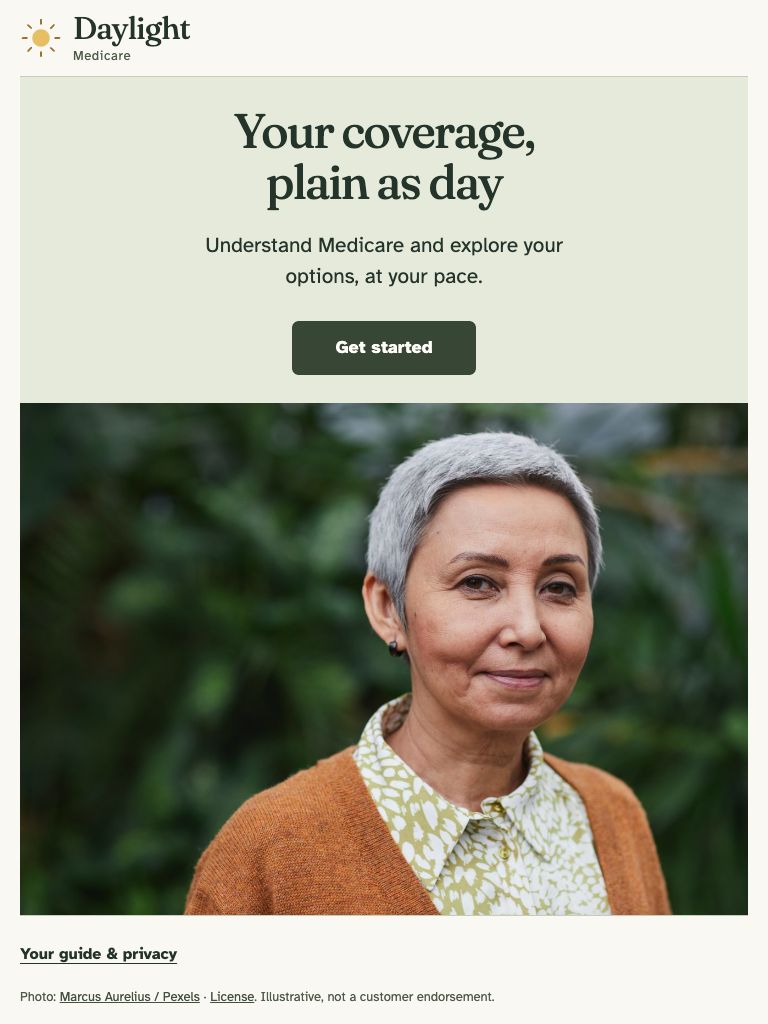 Daylight
Medicare
Your coverage,
plain as day
Understand Medicare and explore your
options, at your pace.
Get started
Your guide & privacy
Photo: Marcus Aurelius / Pexels · License. Illustrative, not a customer endorsement.